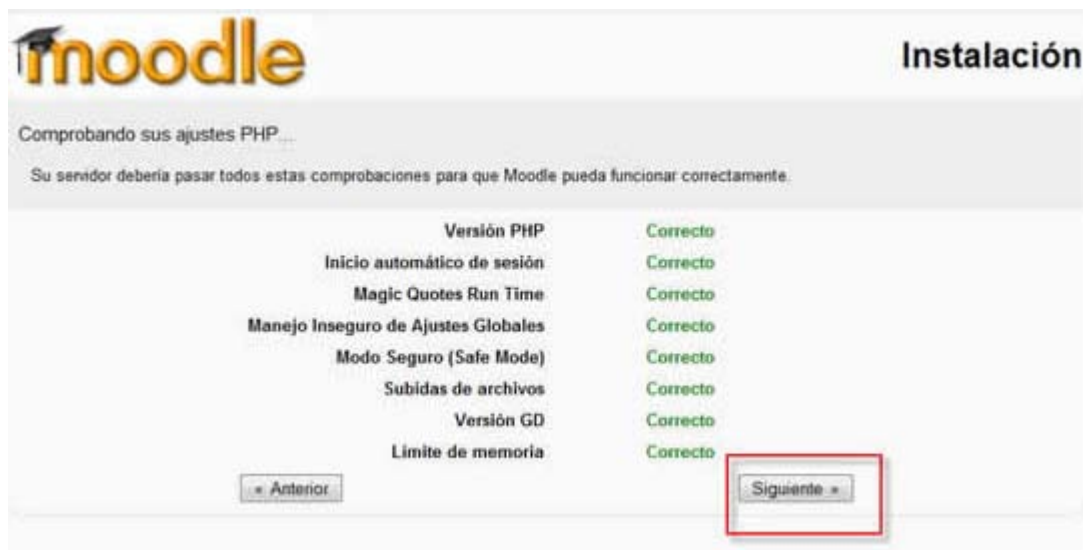 moodle
Instalación
Comprobando sus ajustes PHP...
Su servidor debería pasar todos estas comprobaciones para que Moodle pueda funcionar correctamente.
Versión PHP Correcto
Inicio automático de sesión Correcto
Magic Quotes Run Time Correcto
Manejo Inseguro de Ajustes Globales Correcto
Modo Seguro (Safe Mode) Correcto
Subidas de archivos Correcto
Versión GD Correcto
Límite de memoria Correcto
« Anterior Siguiente »